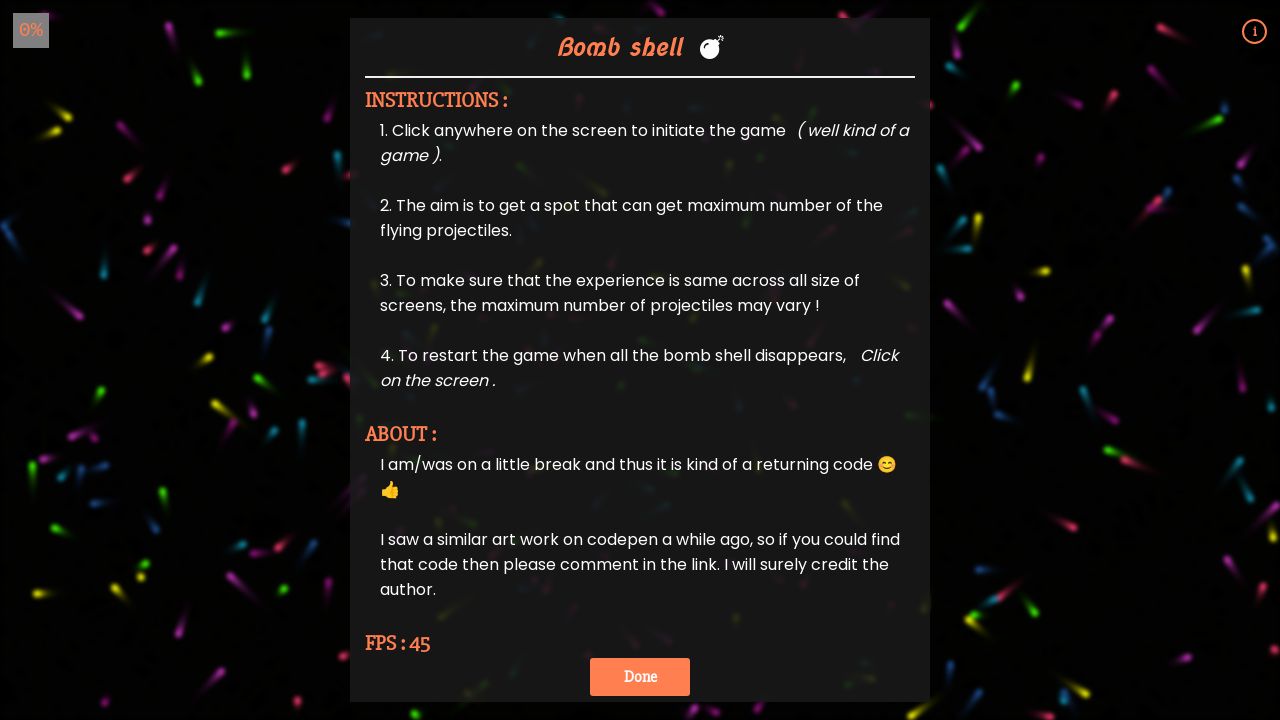 0%
i
Bomb shell 💣
INSTRUCTIONS :
1. Click anywhere on the screen to initiate the game ( well kind of a
game ).
2. The aim is to get a spot that can get maximum number of the
flying projectiles.
3. To make sure that the experience is same across all size of
screens, the maximum number of projectiles may vary !
4. To restart the game when all the bomb shell disappears, Click
on the screen .
ABOUT :
I am/was on a little break and thus it is kind of a returning code 😊
👍
I saw a similar art work on codepen a while ago, so if you could find
that code then please comment in the link. I will surely credit the
author.
FPS : 45
Done